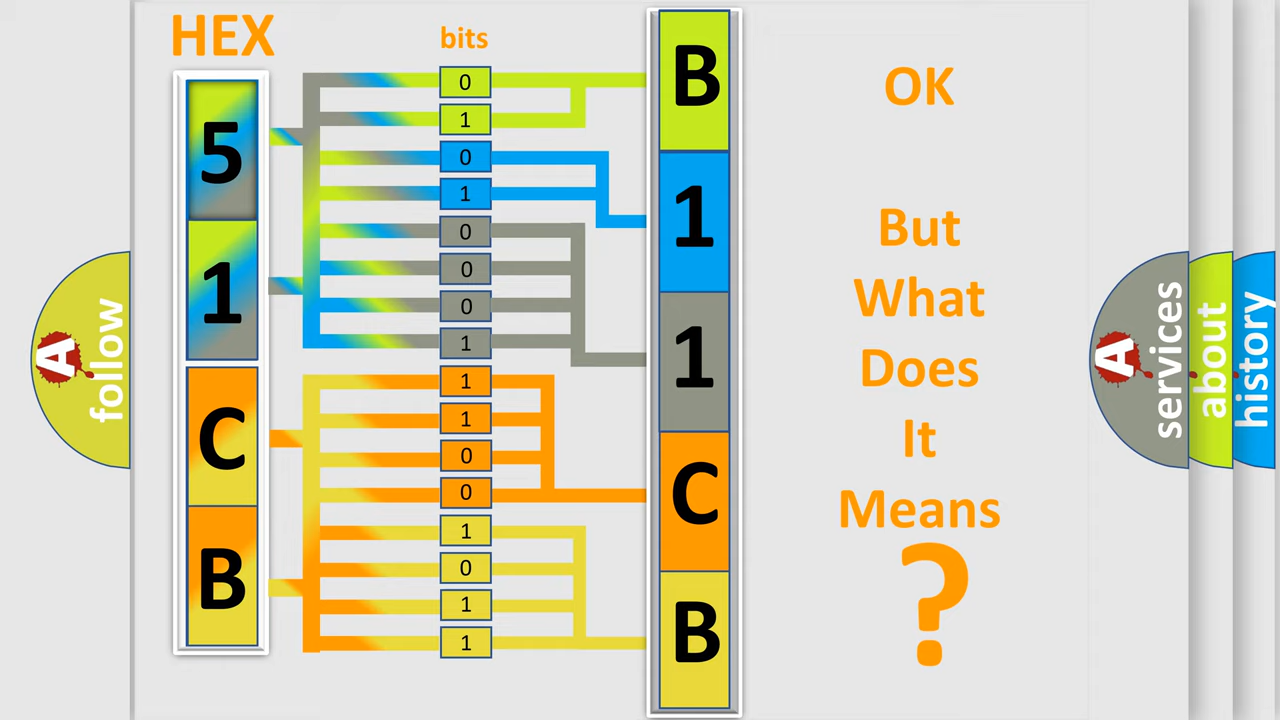 HEX
bits
5
1
C
B
0
1
0
1
0
0
0
1
1
1
0
0
1
0
1
1
B
1
1
C
B
OK
But
What
Does
It
Means
?
A
follow
A
services
about
history